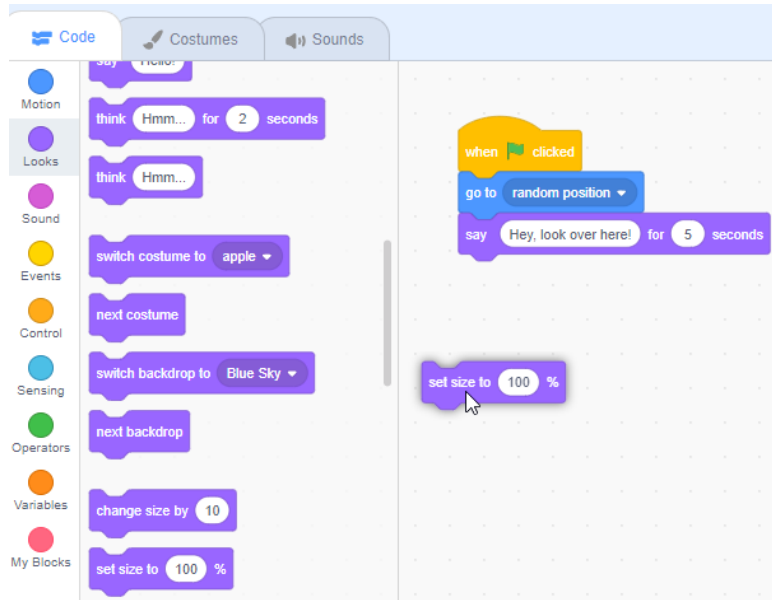 Code
Costumes
Sounds
Motion
Looks
Sound
Events
Control
Sensing
Operators
Variables
My Blocks
say Hello!
think Hmm... for 2 seconds
think Hmm...
switch costume to apple
next costume
switch backdrop to Blue Sky
next backdrop
change size by 10
set size to 100 %
when clicked
go to random position
say Hey, look over here! for 5 seconds
set size to 100 %